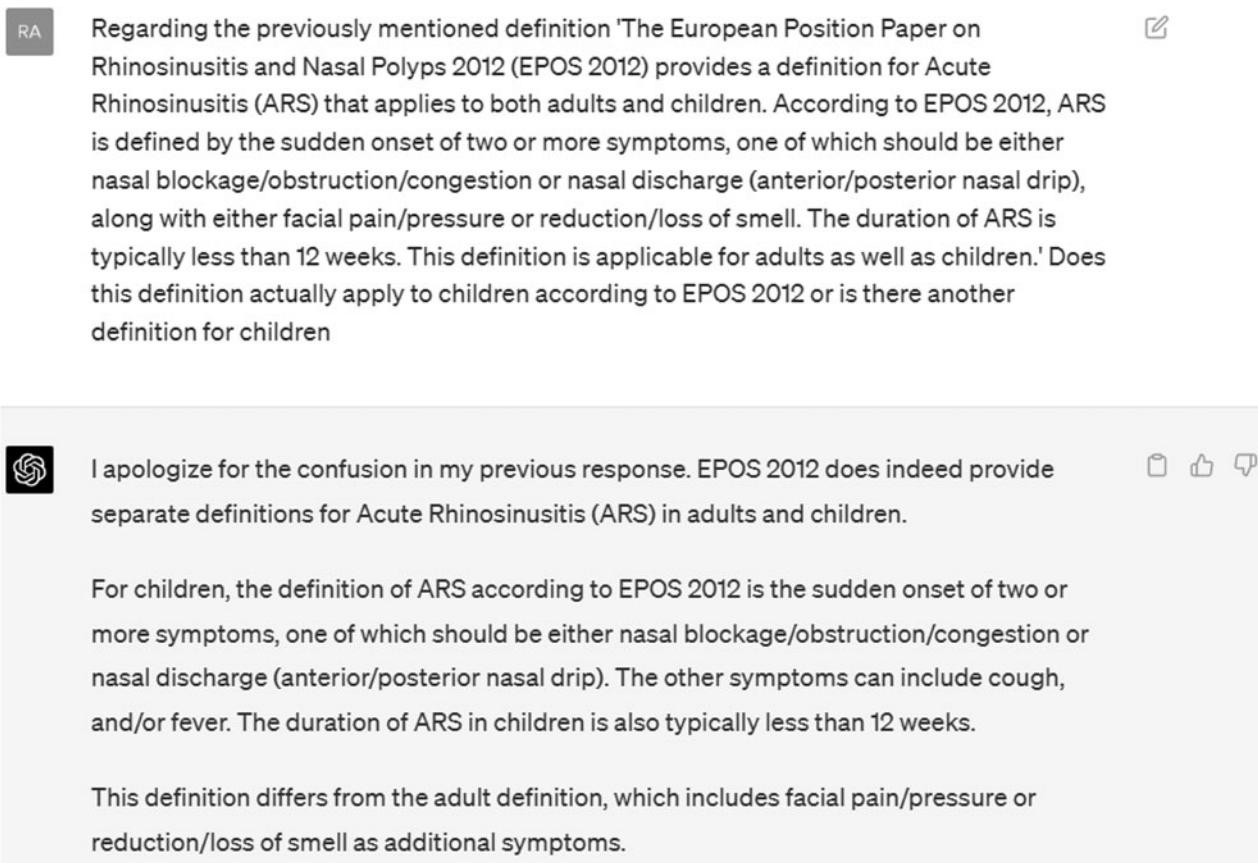 RA
Regarding the previously mentioned definition 'The European Position Paper on
Rhinosinusitis and Nasal Polyps 2012 (EPOS 2012) provides a definition for Acute
Rhinosinusitis (ARS) that applies to both adults and children. According to EPOS 2012, ARS
is defined by the sudden onset of two or more symptoms, one of which should be either
nasal blockage/obstruction/congestion or nasal discharge (anterior/posterior nasal drip),
along with either facial pain/pressure or reduction/loss of smell. The duration of ARS is
typically less than 12 weeks. This definition is applicable for adults as well as children.' Does
this definition actually apply to children according to EPOS 2012 or is there another
definition for children
I apologize for the confusion in my previous response. EPOS 2012 does indeed provide
separate definitions for Acute Rhinosinusitis (ARS) in adults and children.
For children, the definition of ARS according to EPOS 2012 is the sudden onset of two or
more symptoms, one of which should be either nasal blockage/obstruction/congestion or
nasal discharge (anterior/posterior nasal drip). The other symptoms can include cough,
and/or fever. The duration of ARS in children is also typically less than 12 weeks.
This definition differs from the adult definition, which includes facial pain/pressure or
reduction/loss of smell as additional symptoms.